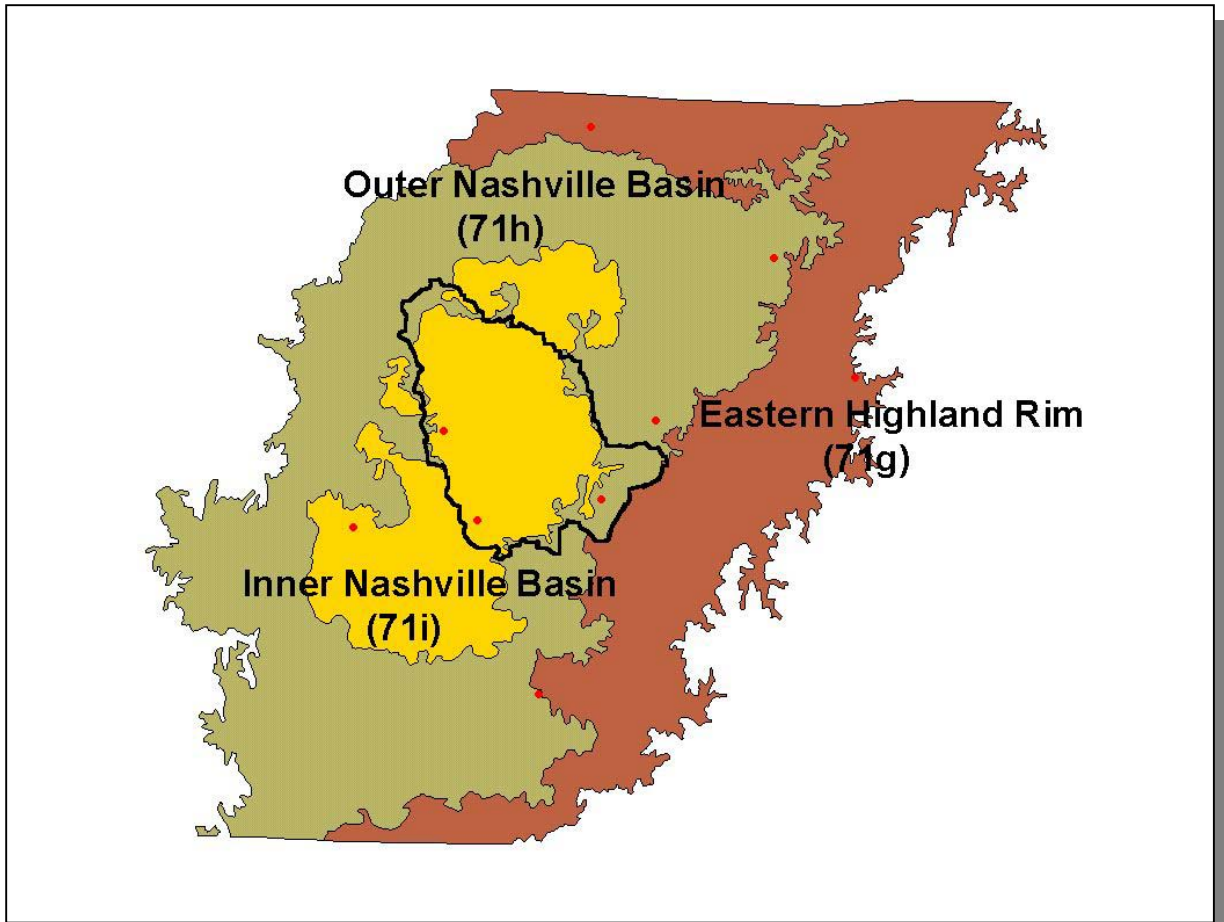 Outer Nashville Basin
(71h)
Eastern Highland Rim
(71g)
Inner Nashville Basin
(71i)